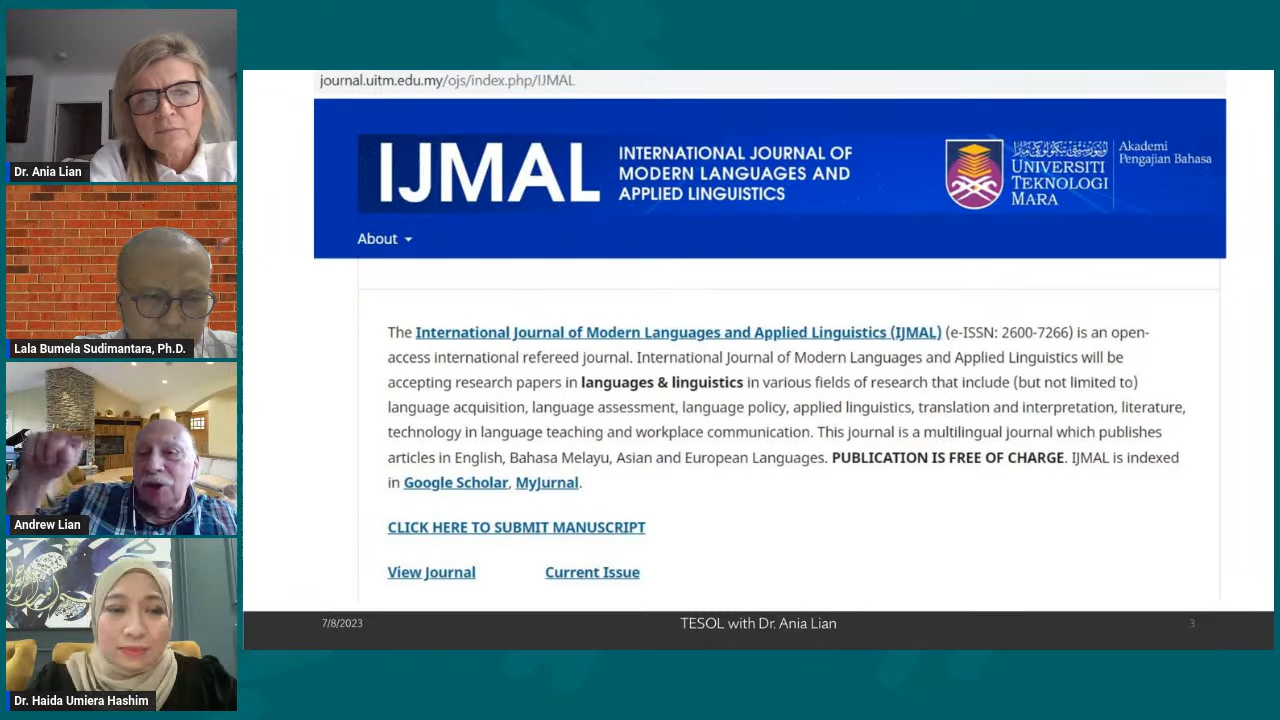 Dr. Ania Lian
Lala Bumela Sudimantara, Ph.D.
Andrew Lian
Dr. Haida Umiera Hashim
journal.uitm.edu.my/ojs/index.php/IJMAL
IJMAL
INTERNATIONAL JOURNAL OF
MODERN LANGUAGES AND
APPLIED LINGUISTICS
UNIVERSITI
TEKNOLOGI
MARA
Akademi
Pengajian Bahasa
About
The International Journal of Modern Languages and Applied Linguistics (IJMAL) (e-ISSN: 2600-7266) is an open-
access international refereed journal. International Journal of Modern Languages and Applied Linguistics will be
accepting research papers in languages & linguistics in various fields of research that include (but not limited to)
language acquisition, language assessment, language policy, applied linguistics, translation and interpretation, literature,
technology in language teaching and workplace communication. This journal is a multilingual journal which publishes
articles in English, Bahasa Melayu, Asian and European Languages. PUBLICATION IS FREE OF CHARGE. IJMAL is indexed
in Google Scholar, MyJurnal.
CLICK HERE TO SUBMIT MANUSCRIPT
View Journal Current Issue
7/8/2023 TESOL with Dr. Ania Lian 3